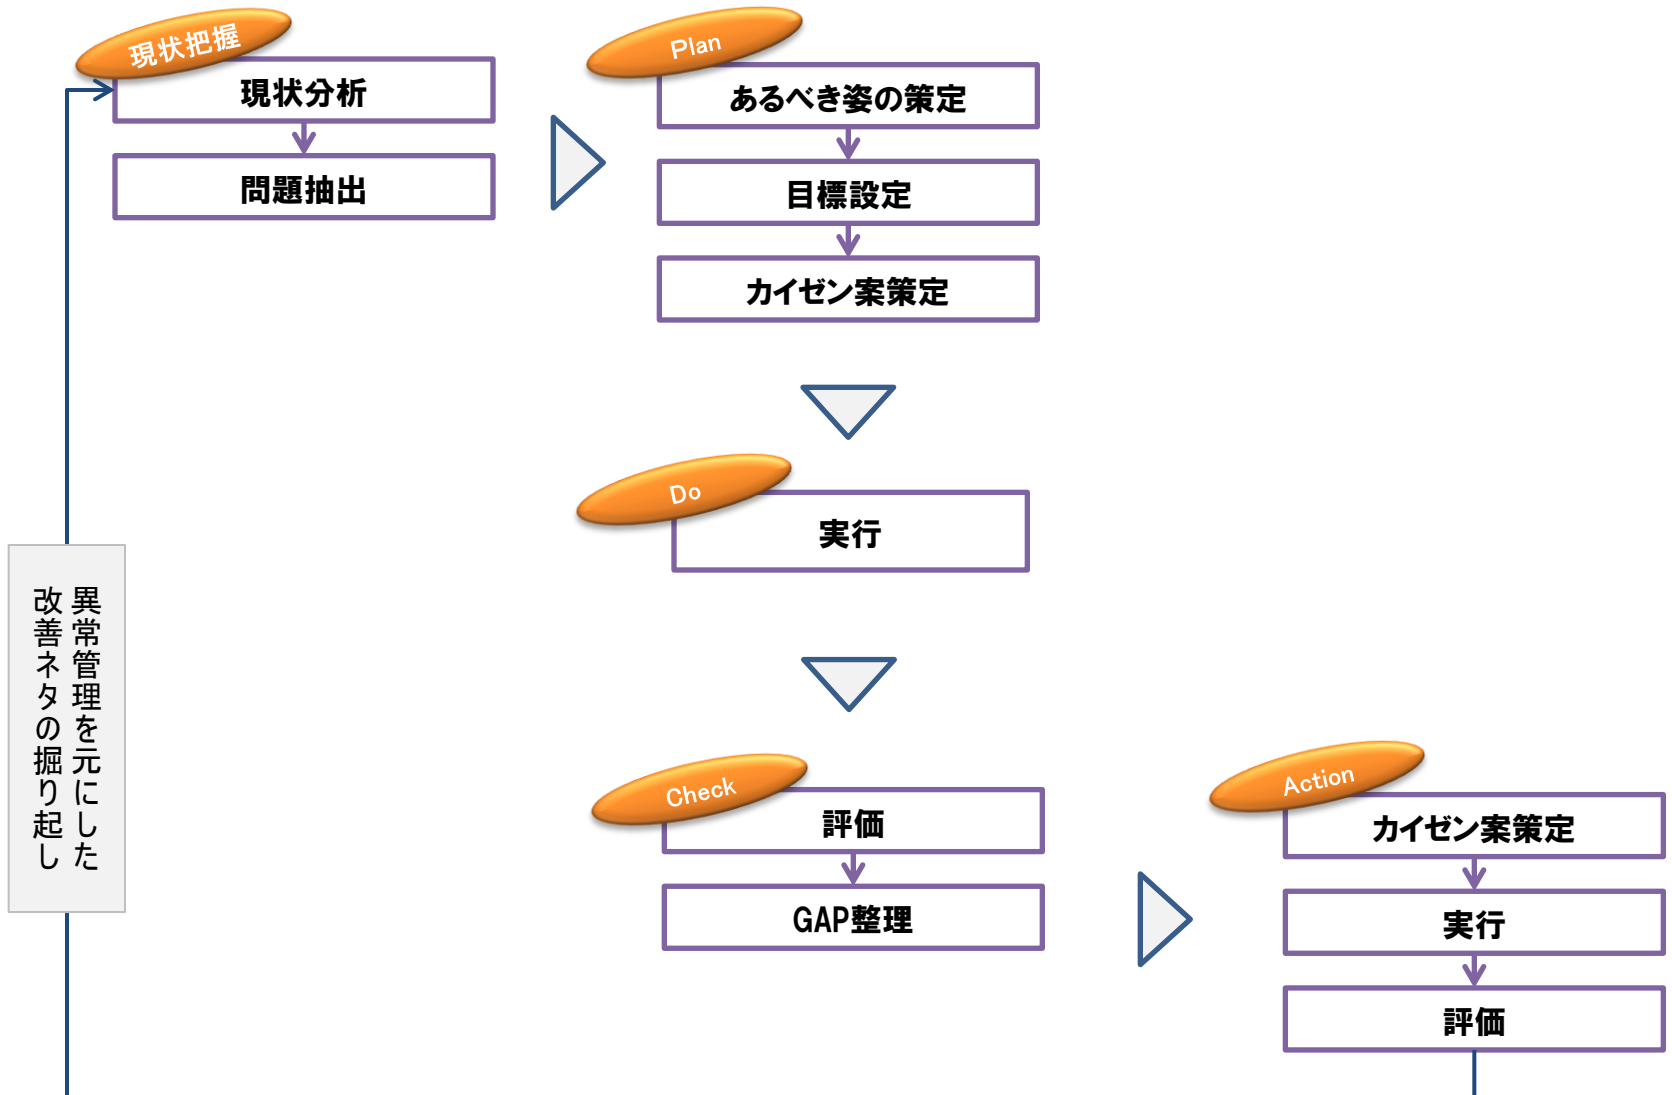 現状把握
現状分析
問題抽出
Plan
あるべき姿の策定
目標設定
カイゼン案策定
Do
実行
異常管理を元にした
改善ネタの掘り起し
Check
評価
GAP整理
Action
カイゼン案策定
実行
評価